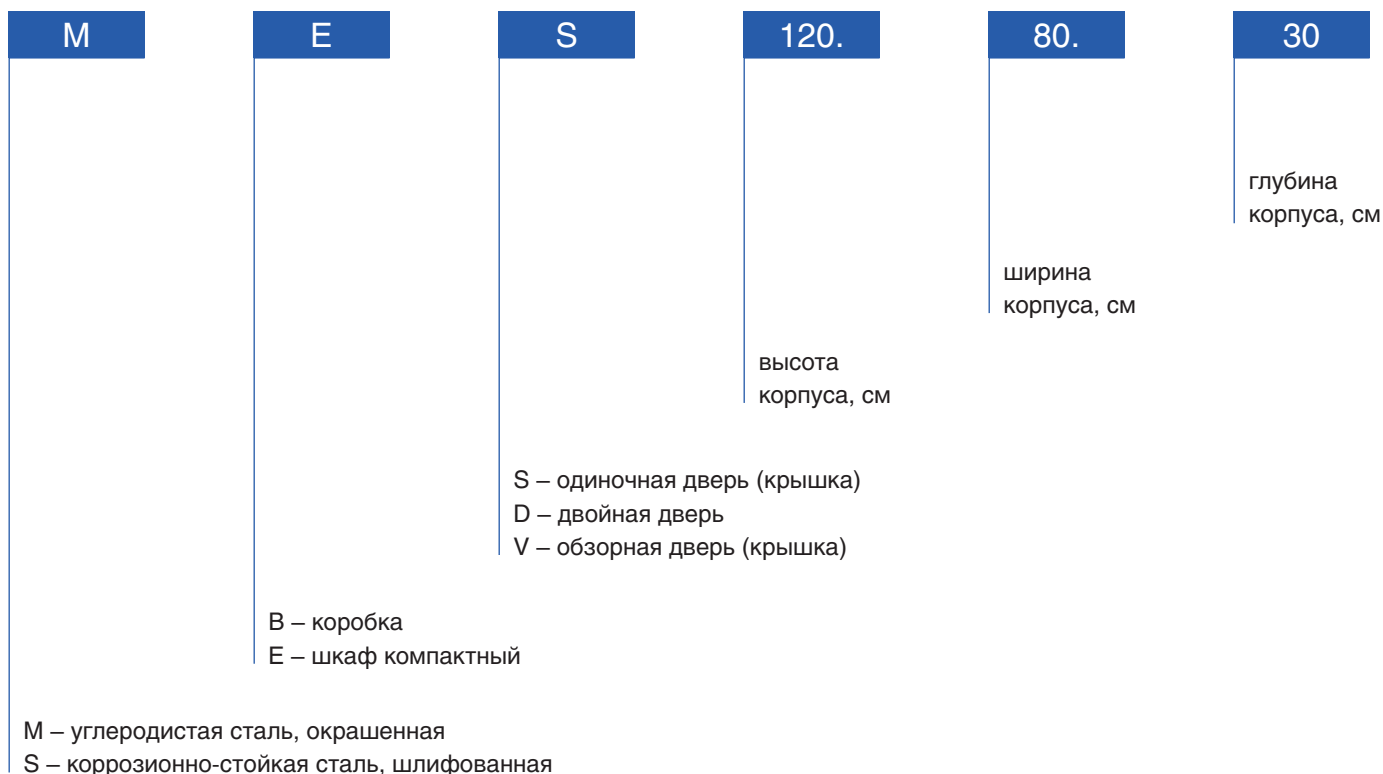 M E S 120. 80. 30
глубина
корпуса, см
ширина
корпуса, см
высота
корпуса, см
S – одиночная дверь (крышка)
D – двойная дверь
V – обзорная дверь (крышка)
B – коробка
E – шкаф компактный
M – углеродистая сталь, окрашенная
S – коррозионно-стойкая сталь, шлифованная